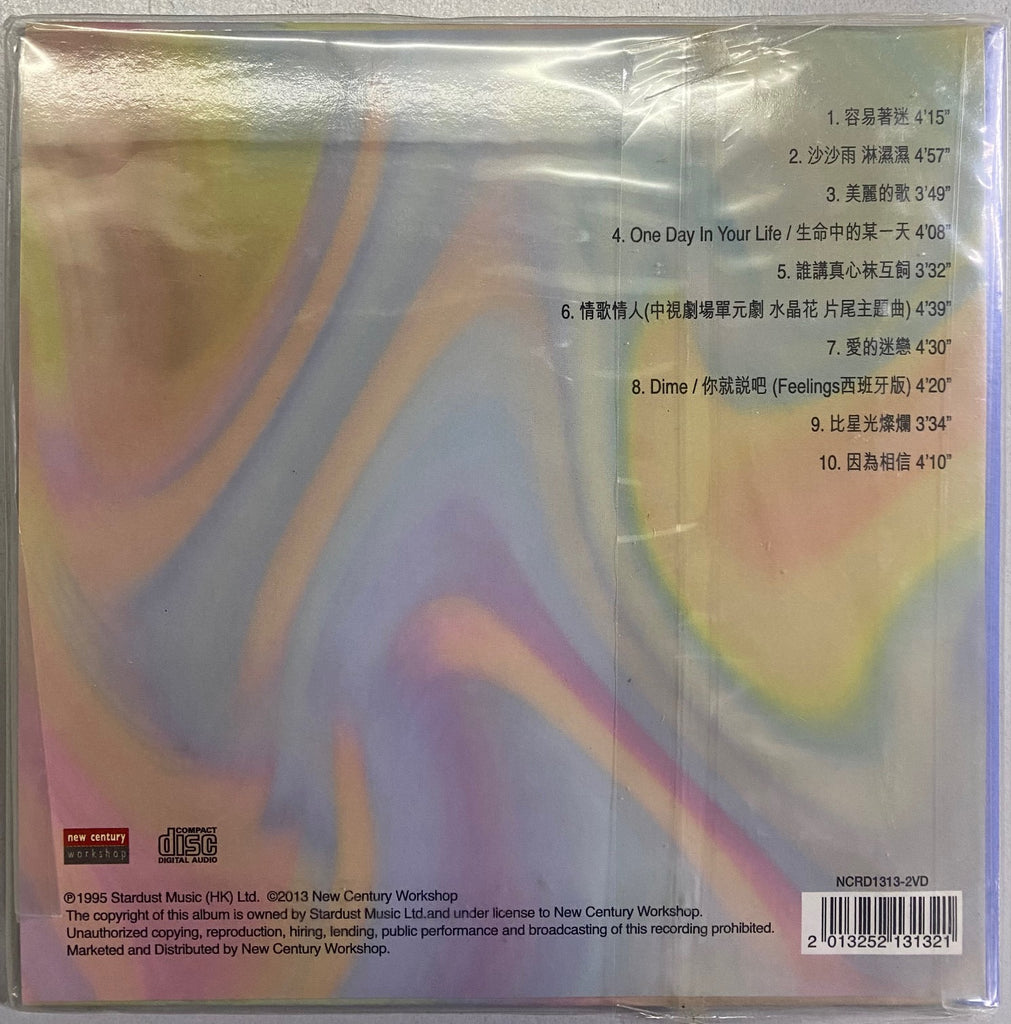 1. 容易著迷 4'15"
2. 沙沙雨 淋濕濕 4'57"
3. 美麗的歌 3'49"
4. One Day In Your Life / 生命中的某一天 4'08"
5. 誰講真心袜互飼 3'32"
6. 情歌情人(中視劇場單元劇 水晶花 片尾主題曲) 4'39"
7. 愛的迷戀 4'30"
8. Dime / 你就説吧 (Feelings西班牙版) 4'20"
9. 比星光燦爛 3'34"
10. 因為相信 4'10"
new century
workshop
COMPACT
disc
DIGITAL AUDIO
℗1995 Stardust Music (HK) Ltd. ©2013 New Century Workshop
The copyright of this album is owned by Stardust Music Ltd.and under license to New Century Workshop.
Unauthorized copying, reproduction, hiring, lending, public performance and broadcasting of this recording prohibited.
Marketed and Distributed by New Century Workshop.
NCRD1313-2VD
2 013252 131321